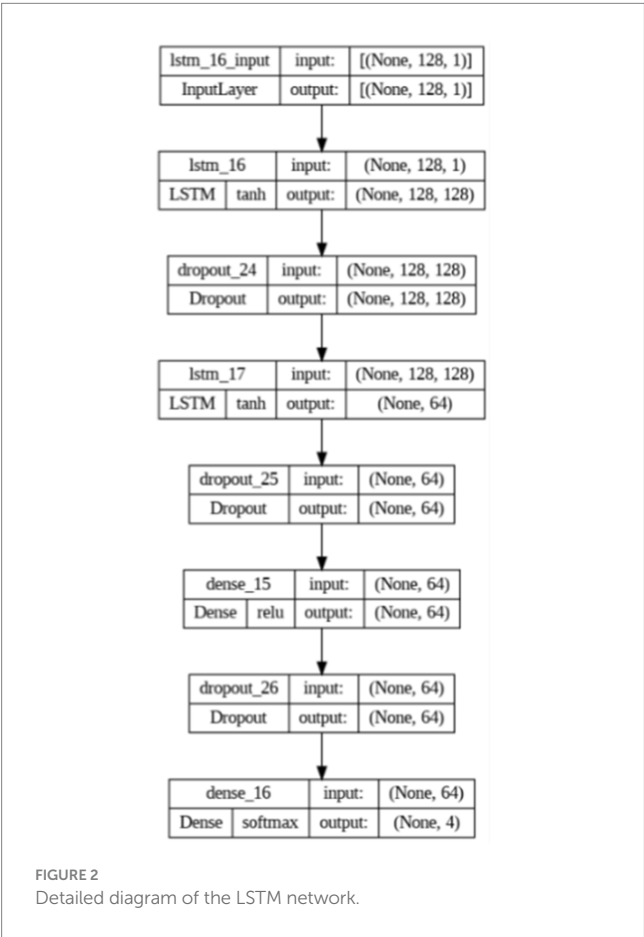 lstm_16_input input: [(None, 128, 1)]
InputLayer output: [(None, 128, 1)]
lstm_16 input: (None, 128, 1)
LSTM tanh output: (None, 128, 128)
dropout_24 input: (None, 128, 128)
Dropout output: (None, 128, 128)
lstm_17 input: (None, 128, 128)
LSTM tanh output: (None, 64)
dropout_25 input: (None, 64)
Dropout output: (None, 64)
dense_15 input: (None, 64)
Dense relu output: (None, 64)
dropout_26 input: (None, 64)
Dropout output: (None, 64)
dense_16 input: (None, 64)
Dense softmax output: (None, 4)
FIGURE 2
Detailed diagram of the LSTM network.